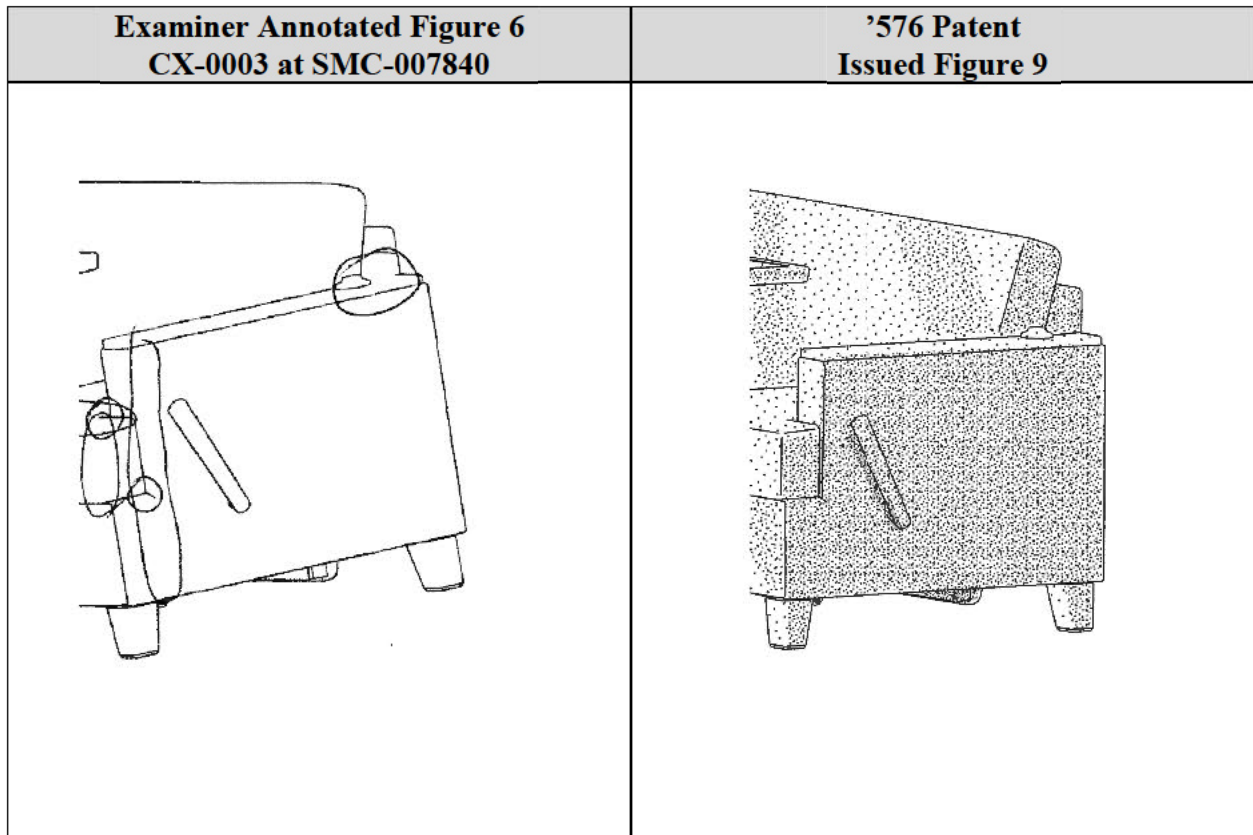 Examiner Annotated Figure 6
CX-0003 at SMC-007840
’576 Patent
Issued Figure 9